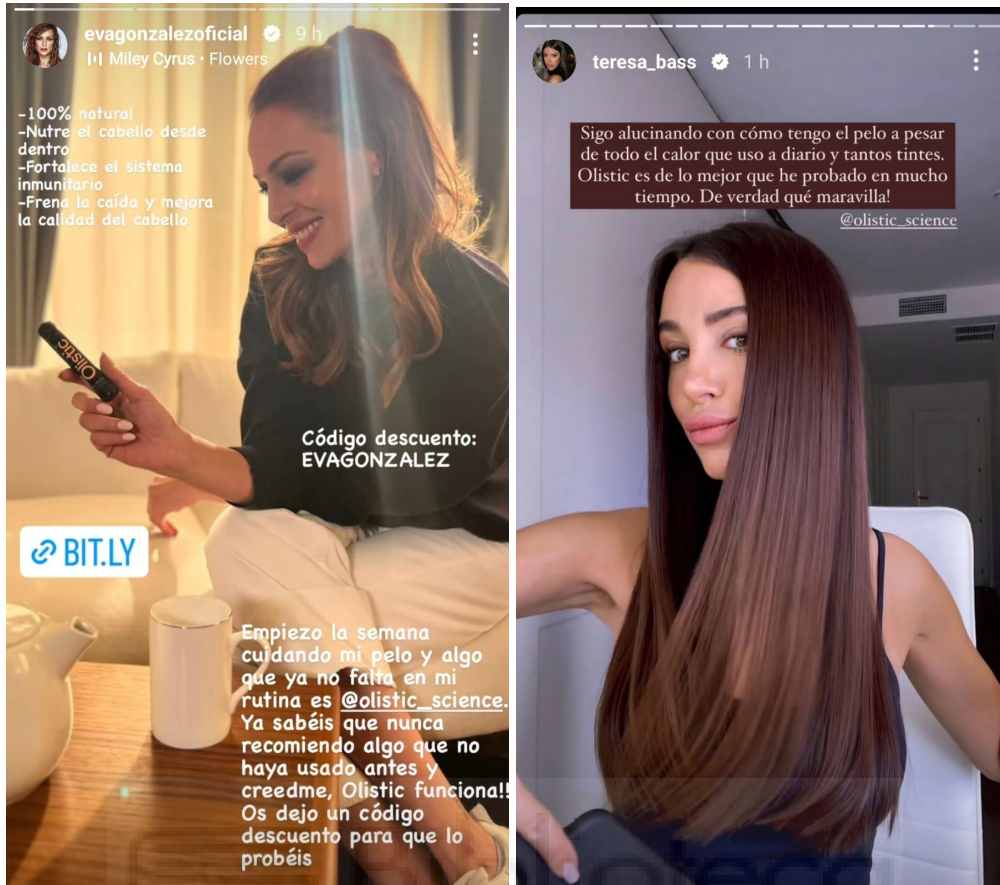 evagonzalezoficial 9 h
Miley Cyrus • Flowers
-100% natural
-Nutre el cabello desde
dentro
-Fortalece el sistema
inmunitario
-Frena la caída y mejora
la calidad del cabello
Olistic
Código descuento:
EVAGONZALEZ
BIT.LY
Empiezo la semana
cuidando mi pelo y algo
que ya no falta en mi
rutina es @olistic_science.
Ya sabéis que nunca
recomiendo algo que no
haya usado antes y
creedme, Olistic funciona!!
Os dejo un código
descuento para que lo
probéis
teresa_bass 1 h
Sigo alucinando con cómo tengo el pelo a pesar
de todo el calor que uso a diario y tantos tintes.
Olistic es de lo mejor que he probado en mucho
tiempo. De verdad qué maravilla!
@olistic_science